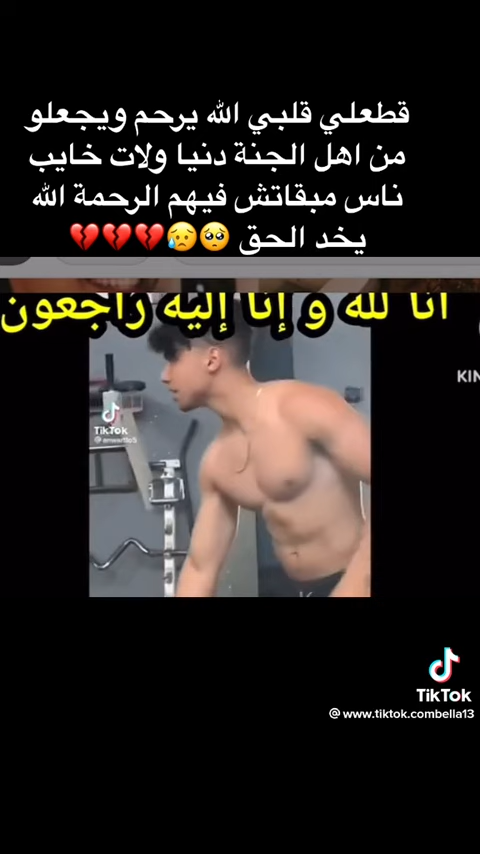 قطعلي قلبي الله يرحم ويجعلو
من اهل الجنة دنيا ولات خايب
ناس مبقاتش فيهم الرحمة الله
يخد الحق 🥺😥💔💔💔
انا لله و إنا إليه راجعون
KIN
TikTok
TikTok
@www.tiktok.combella13